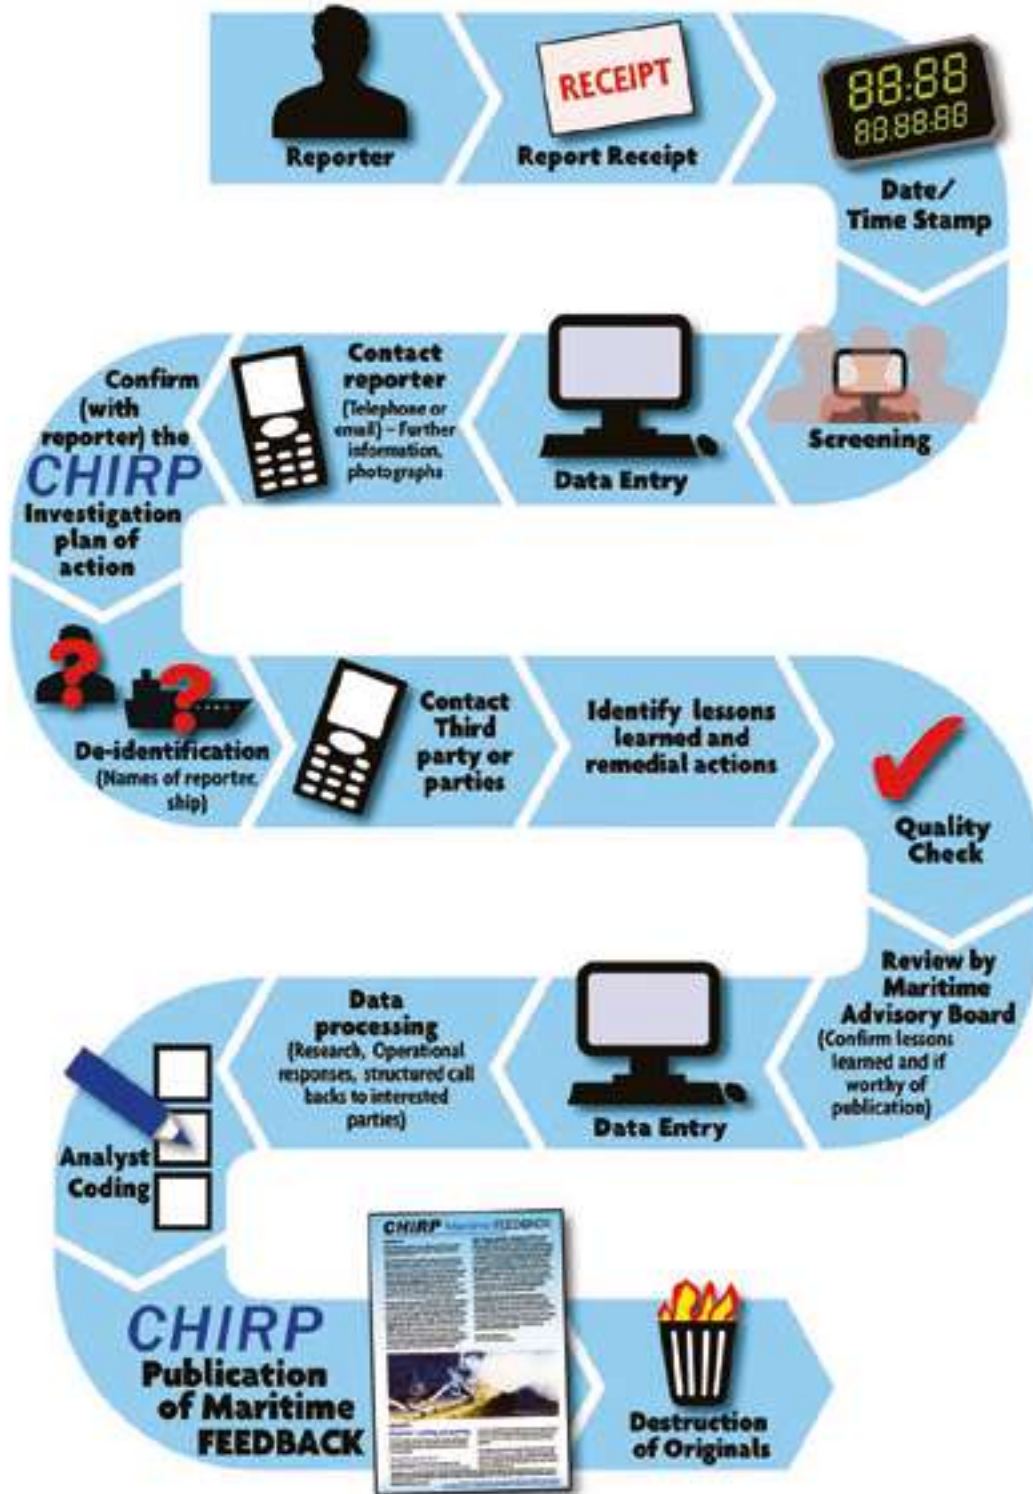 Reporter
RECEIPT
Report Receipt
88:88
88:88:88
Date/
Time Stamp
Screening
Data Entry
Contact
reporter
(Telephone or
email) – Further
information,
photographs
Confirm
(with
reporter) the
CHIRP
Investigation
plan of
action
De-identification
(Names of reporter,
ship)
Contact
Third
party or
parties
Identify lessons
learned and
remedial actions
Quality
Check
Review by
Maritime
Advisory Board
(Confirm lessons
learned and if
worthy of
publication)
Data Entry
Data
processing
(Research, Operational
responses, structured call
backs to interested
parties)
Analyst
Coding
CHIRP
Publication
of Maritime
FEEDBACK
CHIRP Maritime FEEDBACK
Destruction
of Originals